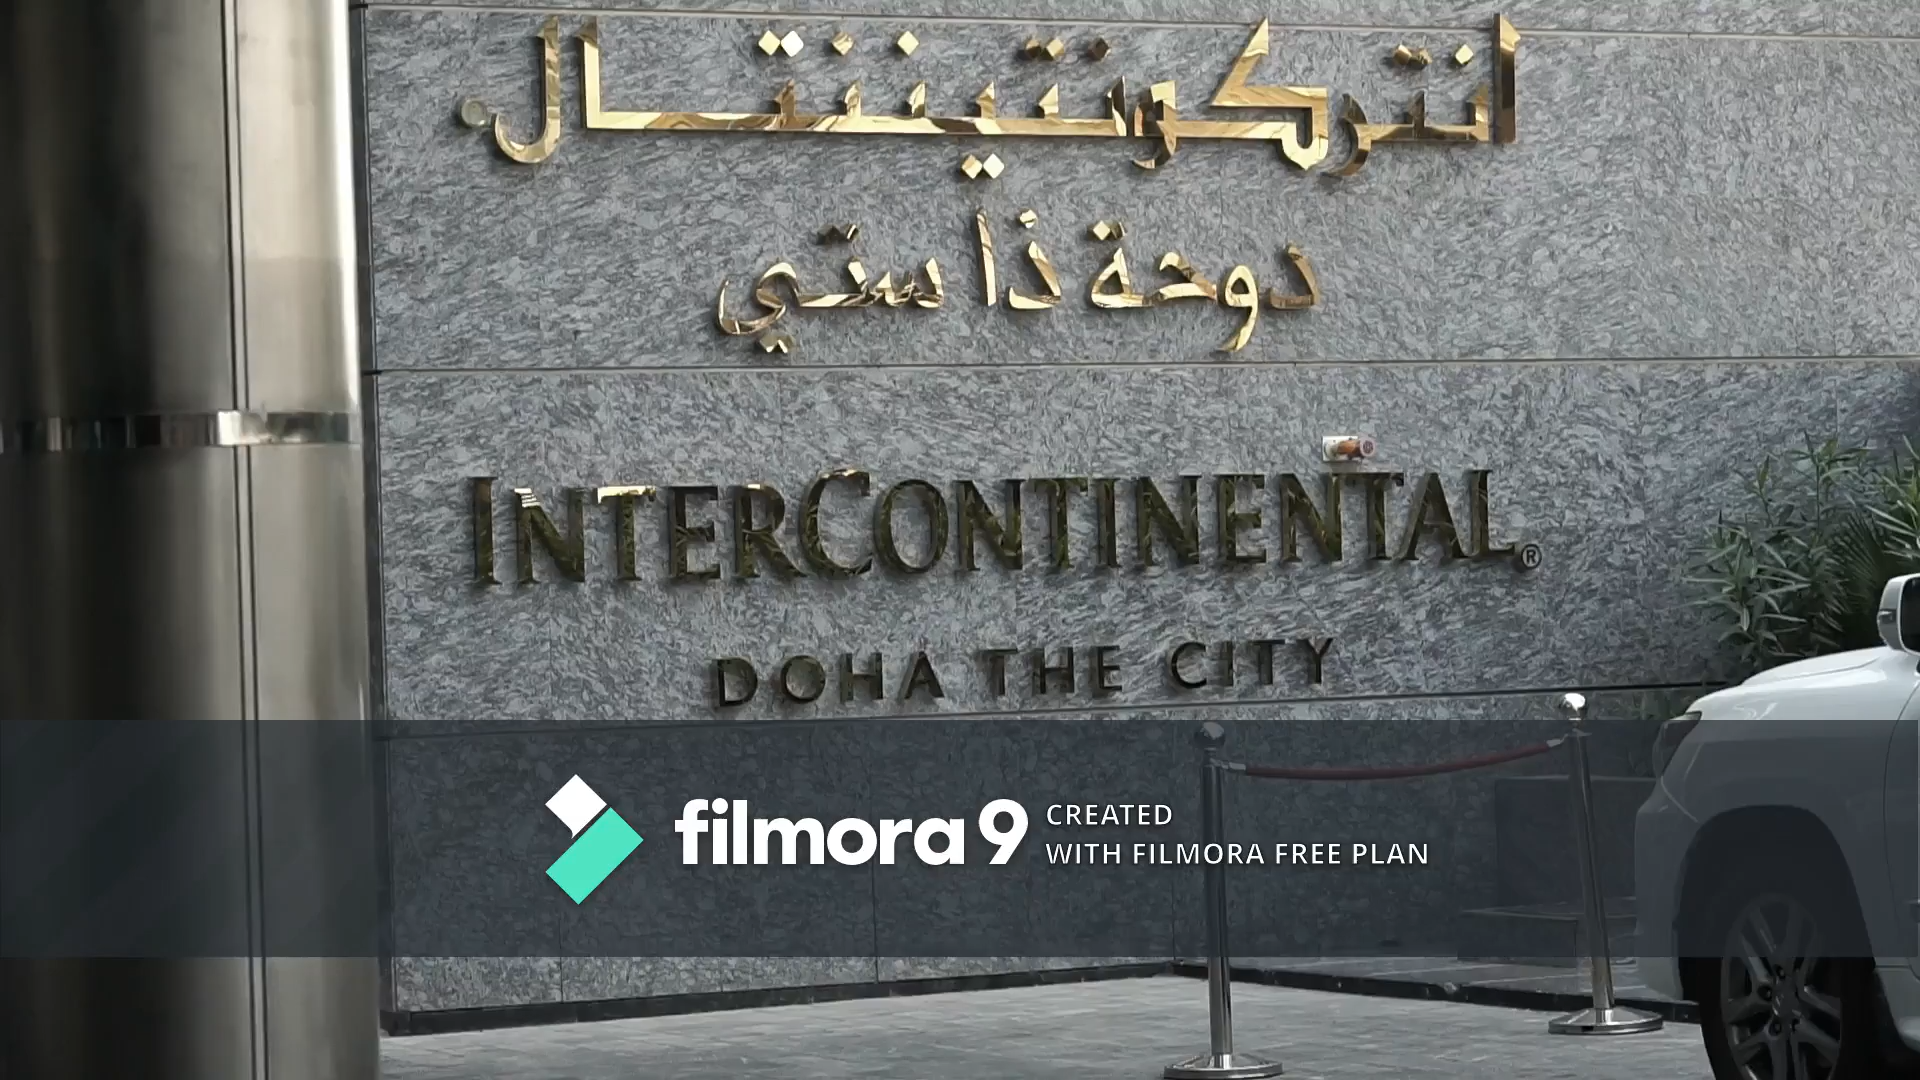 انتركونتيننتال
دوحة ذا ستي
INTERCONTINENTAL®
DOHA THE CITY
filmora 9
CREATED
WITH FILMORA FREE PLAN